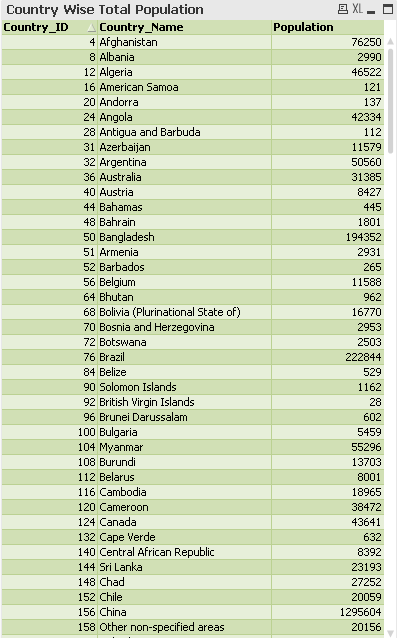 Country Wise Total Population XL
Country_ID Country_Name Population
4 Afghanistan 76250
8 Albania 2990
12 Algeria 46522
16 American Samoa 121
20 Andorra 137
24 Angola 42334
28 Antigua and Barbuda 112
31 Azerbaijan 11579
32 Argentina 50560
36 Australia 31385
40 Austria 8427
44 Bahamas 445
48 Bahrain 1801
50 Bangladesh 194352
51 Armenia 2931
52 Barbados 265
56 Belgium 11588
64 Bhutan 962
68 Bolivia (Plurinational State of) 16770
70 Bosnia and Herzegovina 2953
72 Botswana 2503
76 Brazil 222844
84 Belize 529
90 Solomon Islands 1162
92 British Virgin Islands 28
96 Brunei Darussalam 602
100 Bulgaria 5459
104 Myanmar 55296
108 Burundi 13703
112 Belarus 8001
116 Cambodia 18965
120 Cameroon 38472
124 Canada 43641
132 Cape Verde 632
140 Central African Republic 8392
144 Sri Lanka 23193
148 Chad 27252
152 Chile 20059
156 China 1295604
158 Other non-specified areas 20156